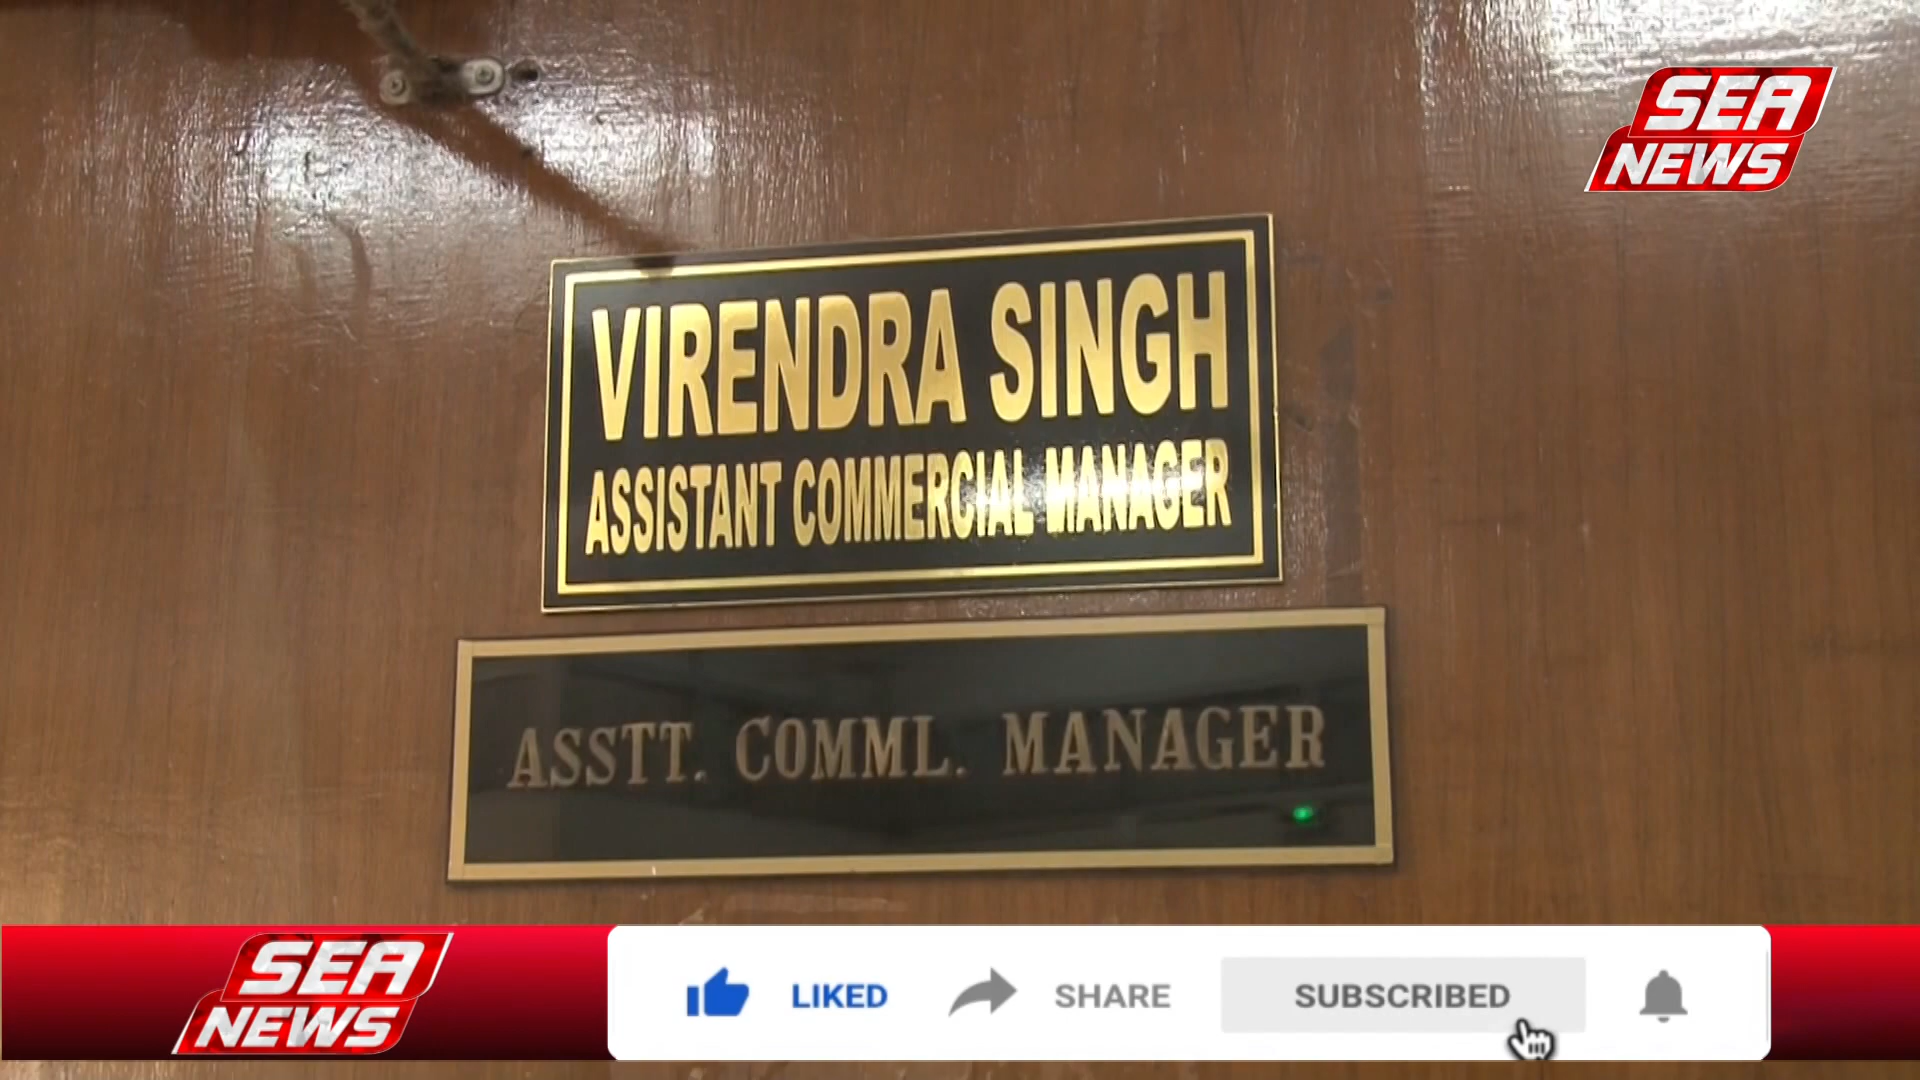 SEA
NEWS
VIRENDRA SINGH
ASSISTANT COMMERCIAL MANAGER
ASSTT. COMML. MANAGER
SEA
NEWS
LIKED
SHARE
SUBSCRIBED